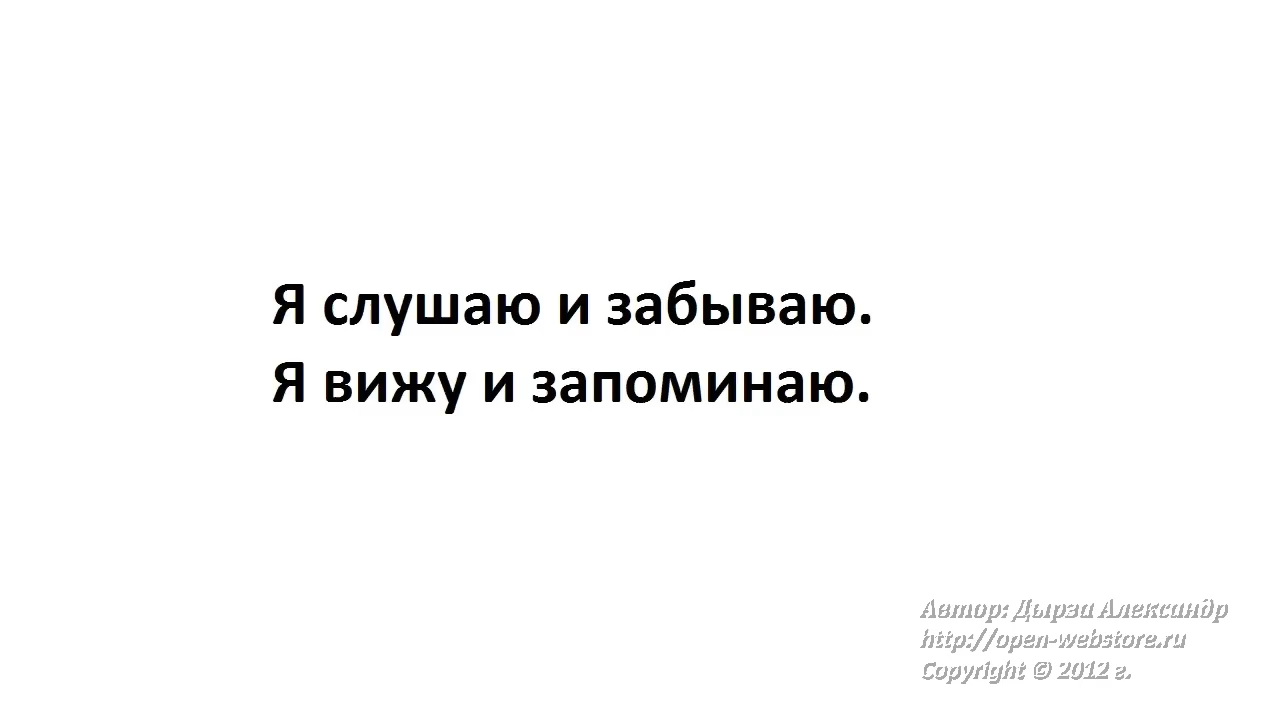 Я слушаю и забываю.
Я вижу и запоминаю.
Автор: Дырза Александр
http://open-webstore.ru
Copyright © 2012 г.